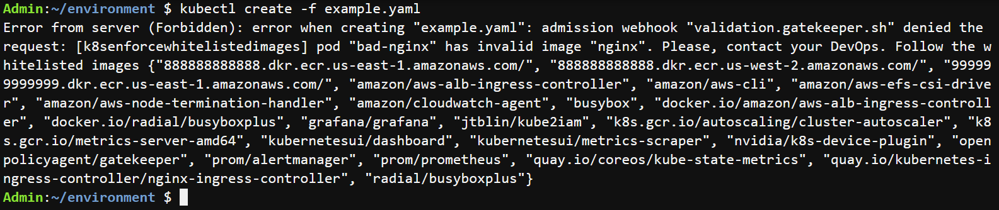 Admin:~/environment $ kubectl create -f example.yaml
Error from server (Forbidden): error when creating "example.yaml": admission webhook "validation.gatekeeper.sh" denied the
request: [k8senforcewhitelistedimages] pod "bad-nginx" has invalid image "nginx". Please, contact your DevOps. Follow the w
hitelisted images {"888888888888.dkr.ecr.us-east-1.amazonaws.com/", "888888888888.dkr.ecr.us-west-2.amazonaws.com/", "99999
9999999.dkr.ecr.us-east-1.amazonaws.com/", "amazon/aws-alb-ingress-controller", "amazon/aws-cli", "amazon/aws-efs-csi-drive
r", "amazon/aws-node-termination-handler", "amazon/cloudwatch-agent", "busybox", "docker.io/amazon/aws-alb-ingress-controll
er", "docker.io/radial/busyboxplus", "grafana/grafana", "jtblin/kube2iam", "k8s.gcr.io/autoscaling/cluster-autoscaler", "k8
s.gcr.io/metrics-server-amd64", "kubernetesui/dashboard", "kubernetesui/metrics-scraper", "nvidia/k8s-device-plugin", "open
policyagent/gatekeeper", "prom/alertmanager", "prom/prometheus", "quay.io/coreos/kube-state-metrics", "quay.io/kubernetes-i
ngress-controller/nginx-ingress-controller", "radial/busyboxplus"}
Admin:~/environment $